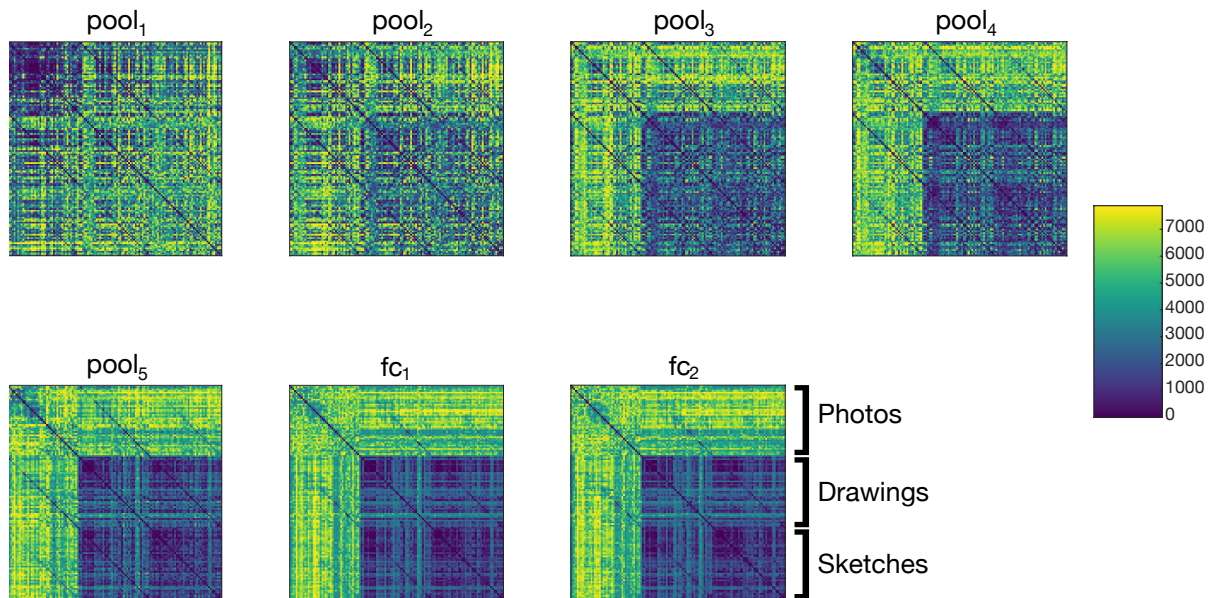 pool₁
pool₂
pool₃
pool₄
7000
6000
5000
4000
3000
2000
1000
0
pool₅
fc₁
fc₂
Photos
Drawings
Sketches